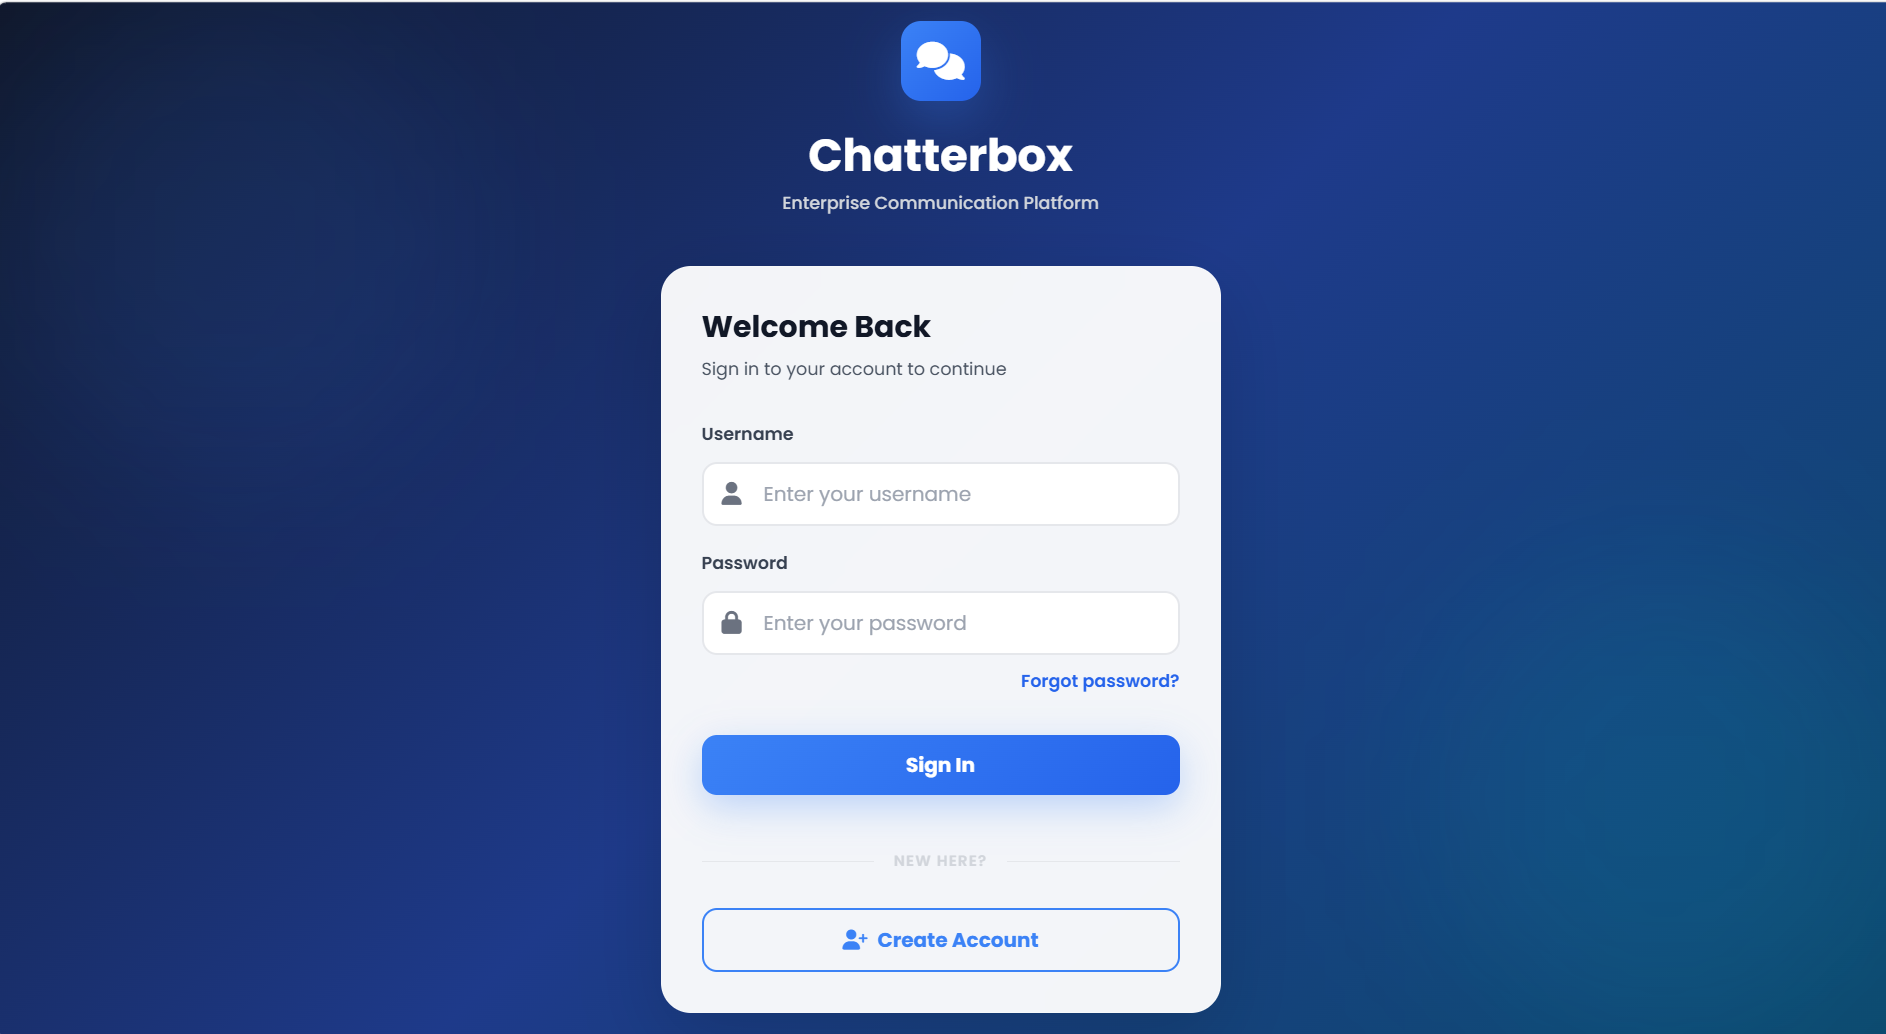 Chatterbox
Enterprise Communication Platform
Welcome Back
Sign in to your account to continue
Username
Enter your username
Password
Enter your password
Forgot password?
Sign In
NEW HERE?
Create Account